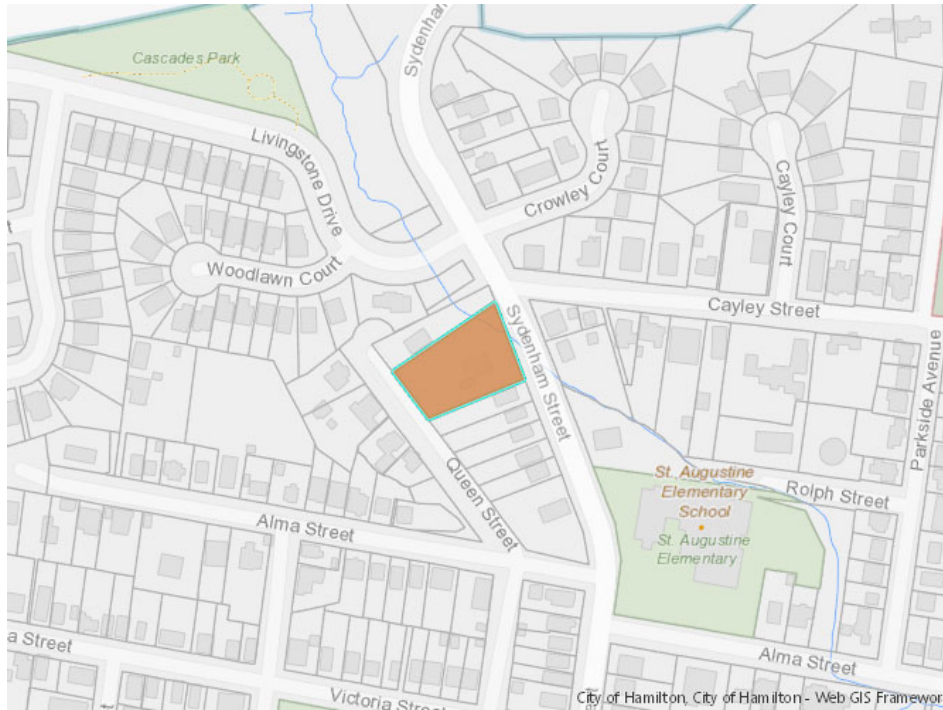 Cascades Park
Sydenham
Livingstone Drive
Crowley Court
Cayley Court
Woodlawn Court
Cayley Street
Sydenham Street
Parkside Avenue
Queen Street
St. Augustine
Elementary
School
St. Augustine
Elementary
Rolph Street
Alma Street
Alma Street
a Street
Victoria Street
City of Hamilton, City of Hamilton - Web GIS Framewor